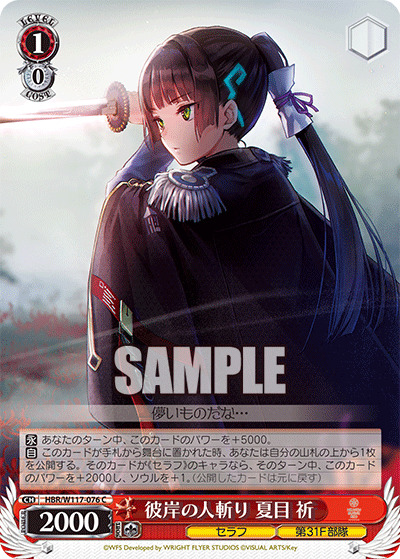 LEVEL
1
0
COST
SAMPLE
儚いものだな…
永 あなたのターン中、このカードのパワーを+5000。
自 このカードが手札から舞台に置かれた時、あなたは自分の山札の上から1枚
を公開する。そのカードが《セラフ》のキャラなら、そのターン中、このカード
のパワーを+2000し、ソウルを+1。(公開したカードは元に戻す)
CH HBR/W117-076 C
2000
彼岸の人斬り 夏目 祈
セラフ 第31F部隊
©WFS Developed by WRIGHT FLYER STUDIOS ©VISUAL ARTS/Key